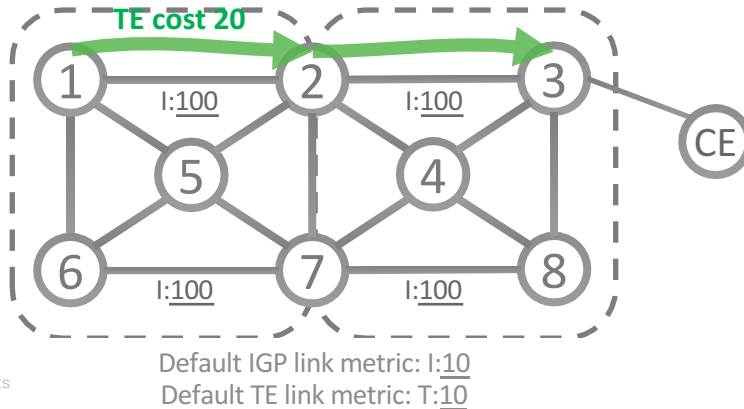 TE cost 20
1
2
3
I:100
I:100
CE
5
4
6
7
8
I:100
I:100
Default IGP link metric: I:10
Default TE link metric: T:10